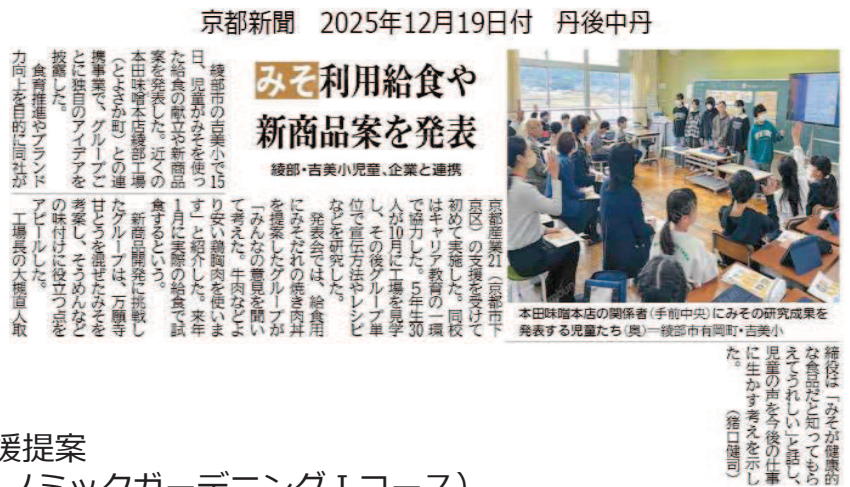 京都新聞　2025年12月19日付　丹後中丹
みそ利用給食や
新商品案を発表
綾部・吉美小児童、企業と連携
綾部市の吉美小で15
日、児童がみそを使っ
た給食の献立や新商品
案を発表した。近くの
本田味噌本店綾部工場
（とよさか町）との連
携事業で、グループご
とに独自のアイデアを
披露した。
食育推進やブランド
力向上を目的に同社が
京都産業21（京都市下
京区）の支援を受けて
初めて実施した。同校
はキャリア教育の一環
で協力した。5年生30
人が10月に工場を見学
し、その後グループ単
位で宣伝方法やレシピ
などを研究した。
発表会では、給食用
にみそだれの焼き肉丼
を提案したグループが
「みんなの意見を聞い
て考えた。牛肉などよ
り安い鶏胸肉を使いま
す」と紹介した。来年
1月に実際の給食で試
食するという。
新商品開発に挑戦し
たグループは、万願寺
甘とうを混ぜたみそを
考案し、そうめんなど
の味付けに役立つ点を
アピールした。
工場長の大槻直人取
締役は「みそが健康的
な食品だと知ってもら
えてうれしい」と話し、
児童の声を今後の仕事
に生かす考えを示し
た。　（猪口健司）
本田味噌本店の関係者（手前中央）にみその研究成果を
発表する児童たち（奥）―綾部市有岡町・吉美小
援提案
ノミックガーデニングⅠコース）